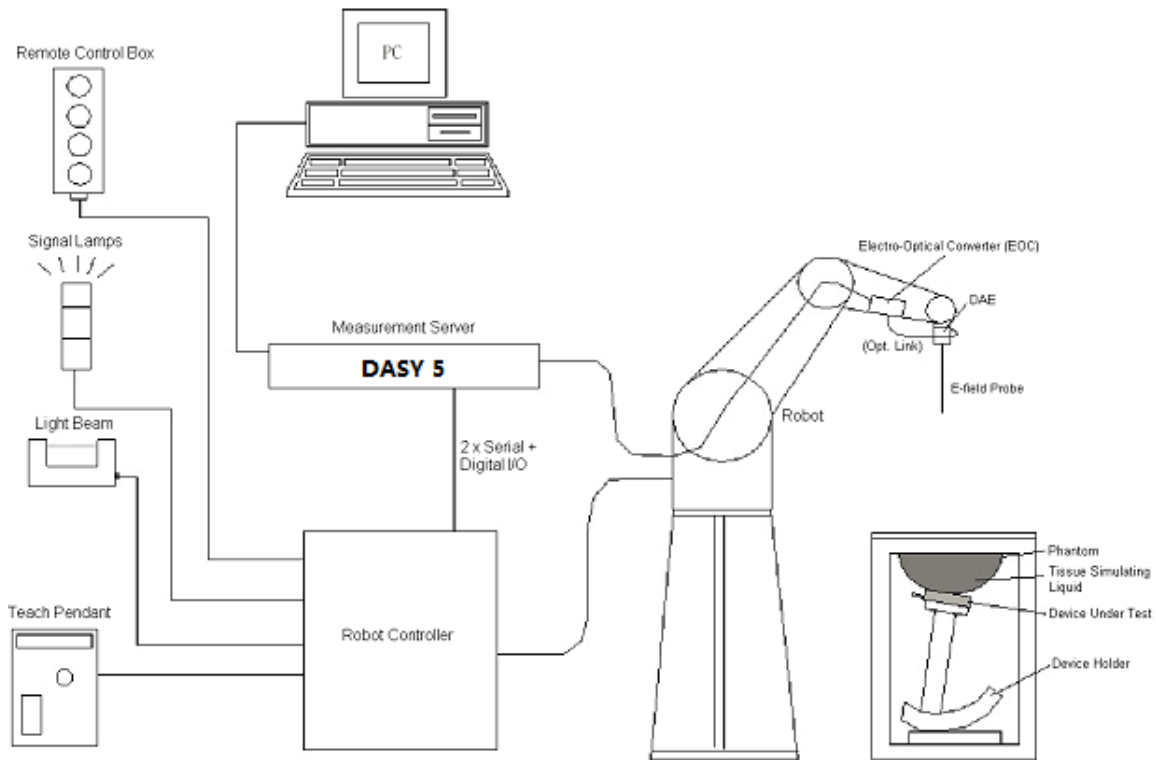 Remote Control Box
PC
Signal Lamps
Electro-Optical Converter (EOC)
DAE
Measurement Server
(Opt. Link)
DASY 5
E-field Probe
Light Beam
Robot
2 x Serial +
Digital I/O
Phantom
Tissue Simulating
Liquid
Teach Pendant
Device Under Test
Robot Controller
Device Holder